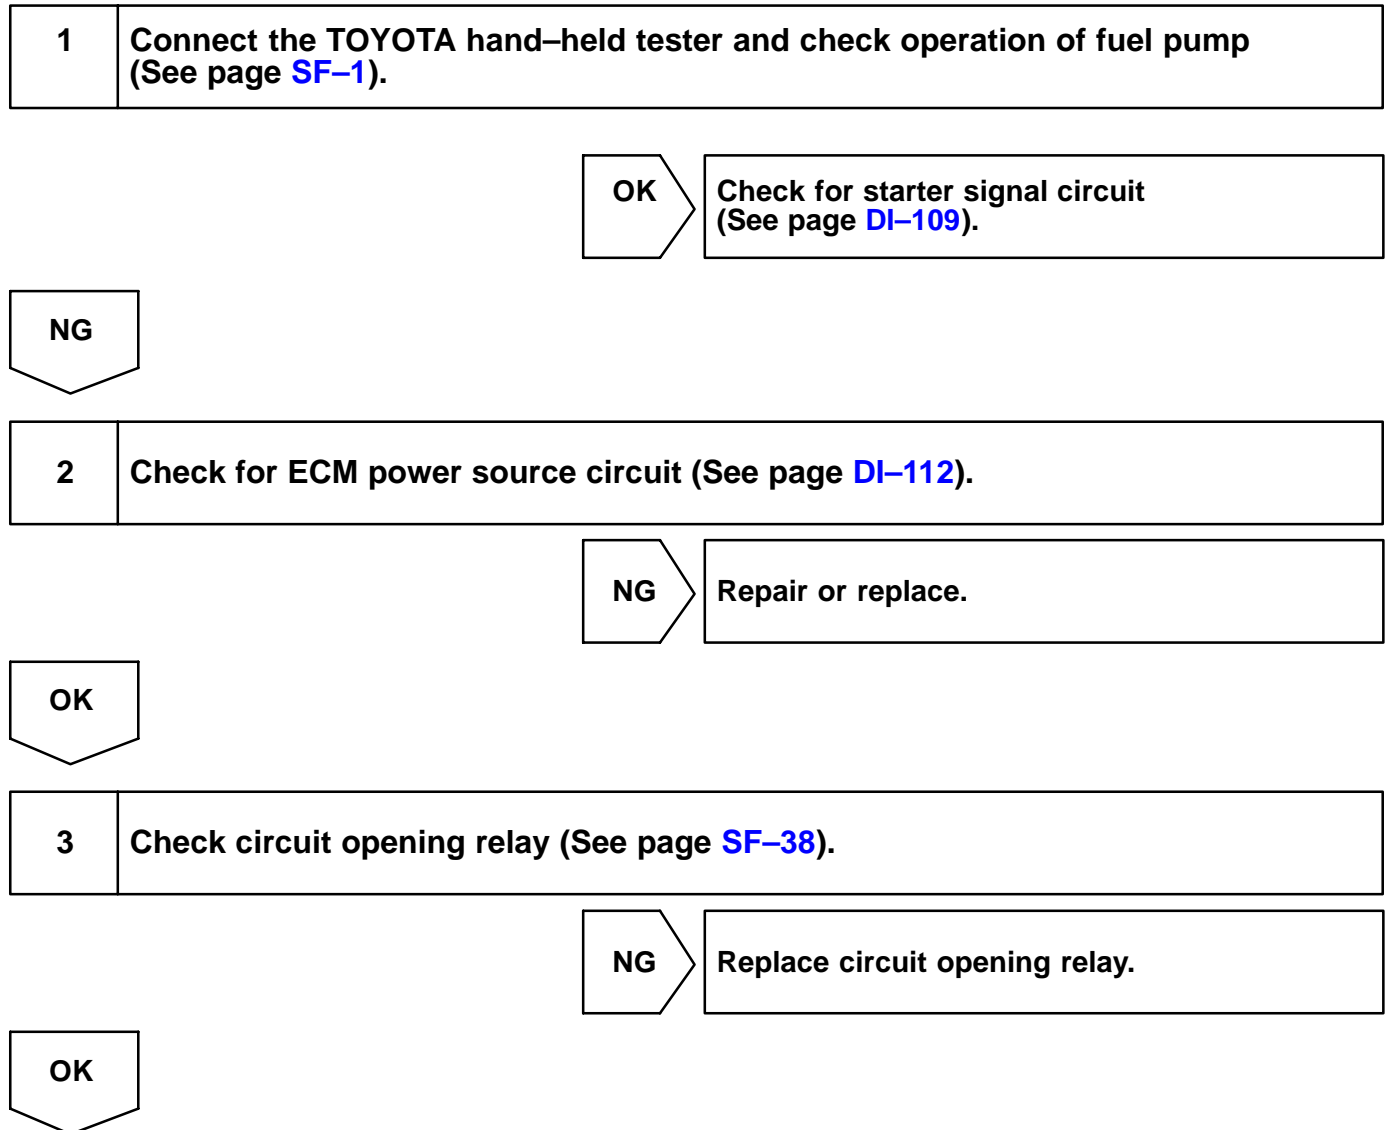 1
Connect the TOYOTA hand–held tester and check operation of fuel pump
(See page SF–1).
OK
Check for starter signal circuit
(See page DI–109).
NG
2
Check for ECM power source circuit (See page DI–112).
NG
Repair or replace.
OK
3
Check circuit opening relay (See page SF–38).
NG
Replace circuit opening relay.
OK